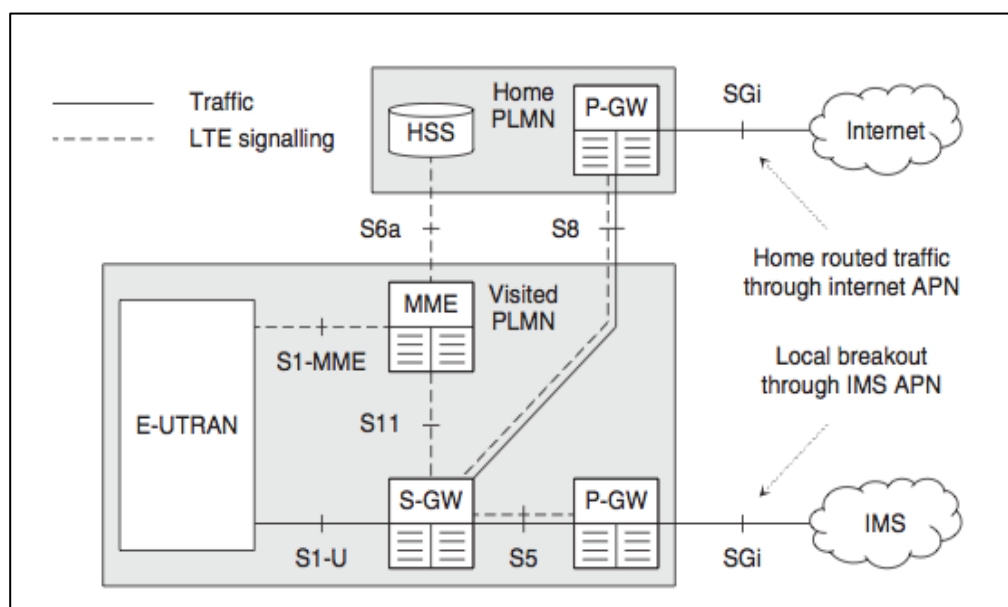 Traffic
LTE signalling
HSS
Home
PLMN
P-GW
SGi
Internet
S6a
S8
Home routed traffic
through internet APN
MME
Visited
PLMN
S1-MME
E-UTRAN
S11
Local breakout
through IMS APN
S-GW
P-GW
IMS
S1-U
S5
SGi